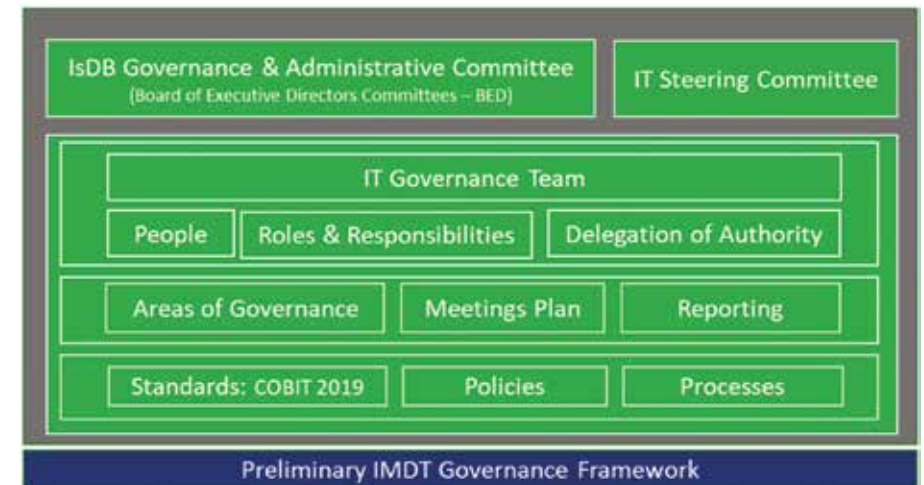 IsDB Governance & Administrative Committee
(Board of Executive Directors Committees – BED)
IT Steering Committee
IT Governance Team
People
Roles & Responsibilities
Delegation of Authority
Areas of Governance
Meetings Plan
Reporting
Standards: COBIT 2019
Policies
Processes
Preliminary IMDT Governance Framework